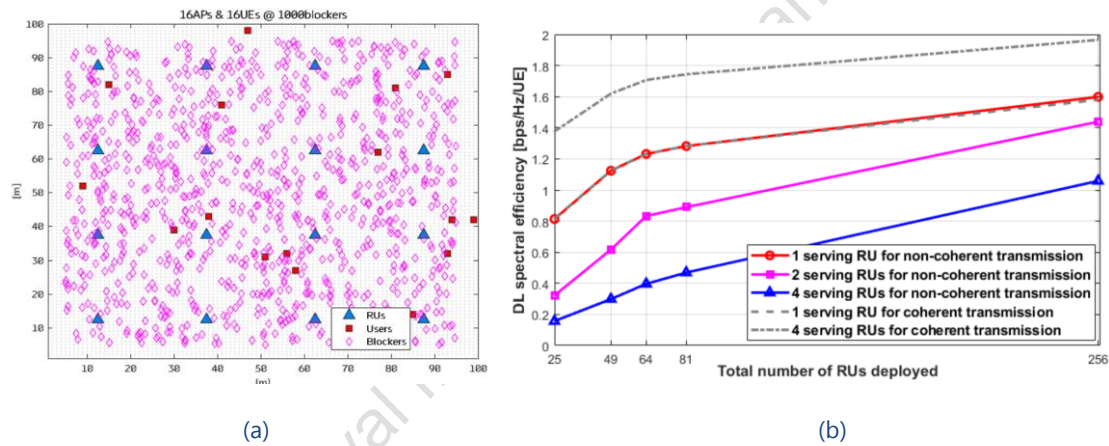 16APs & 16UEs @ 1000blockers
100
90
80
70
60
50
40
30
20
10
[m]
10 20 30 40 50 60 70 80 90 100
[m]
RUs
Users
Blockers
(a)
2
1.8
1.6
1.4
1.2
1
0.8
0.6
0.4
0.2
0
DL spectral efficiency [bps/Hz/UE]
25 49 64 81 256
Total number of RUs deployed
1 serving RU for non-coherent transmission
2 serving RUs for non-coherent transmission
4 serving RUs for non-coherent transmission
1 serving RU for coherent transmission
4 serving RUs for coherent transmission
(b)